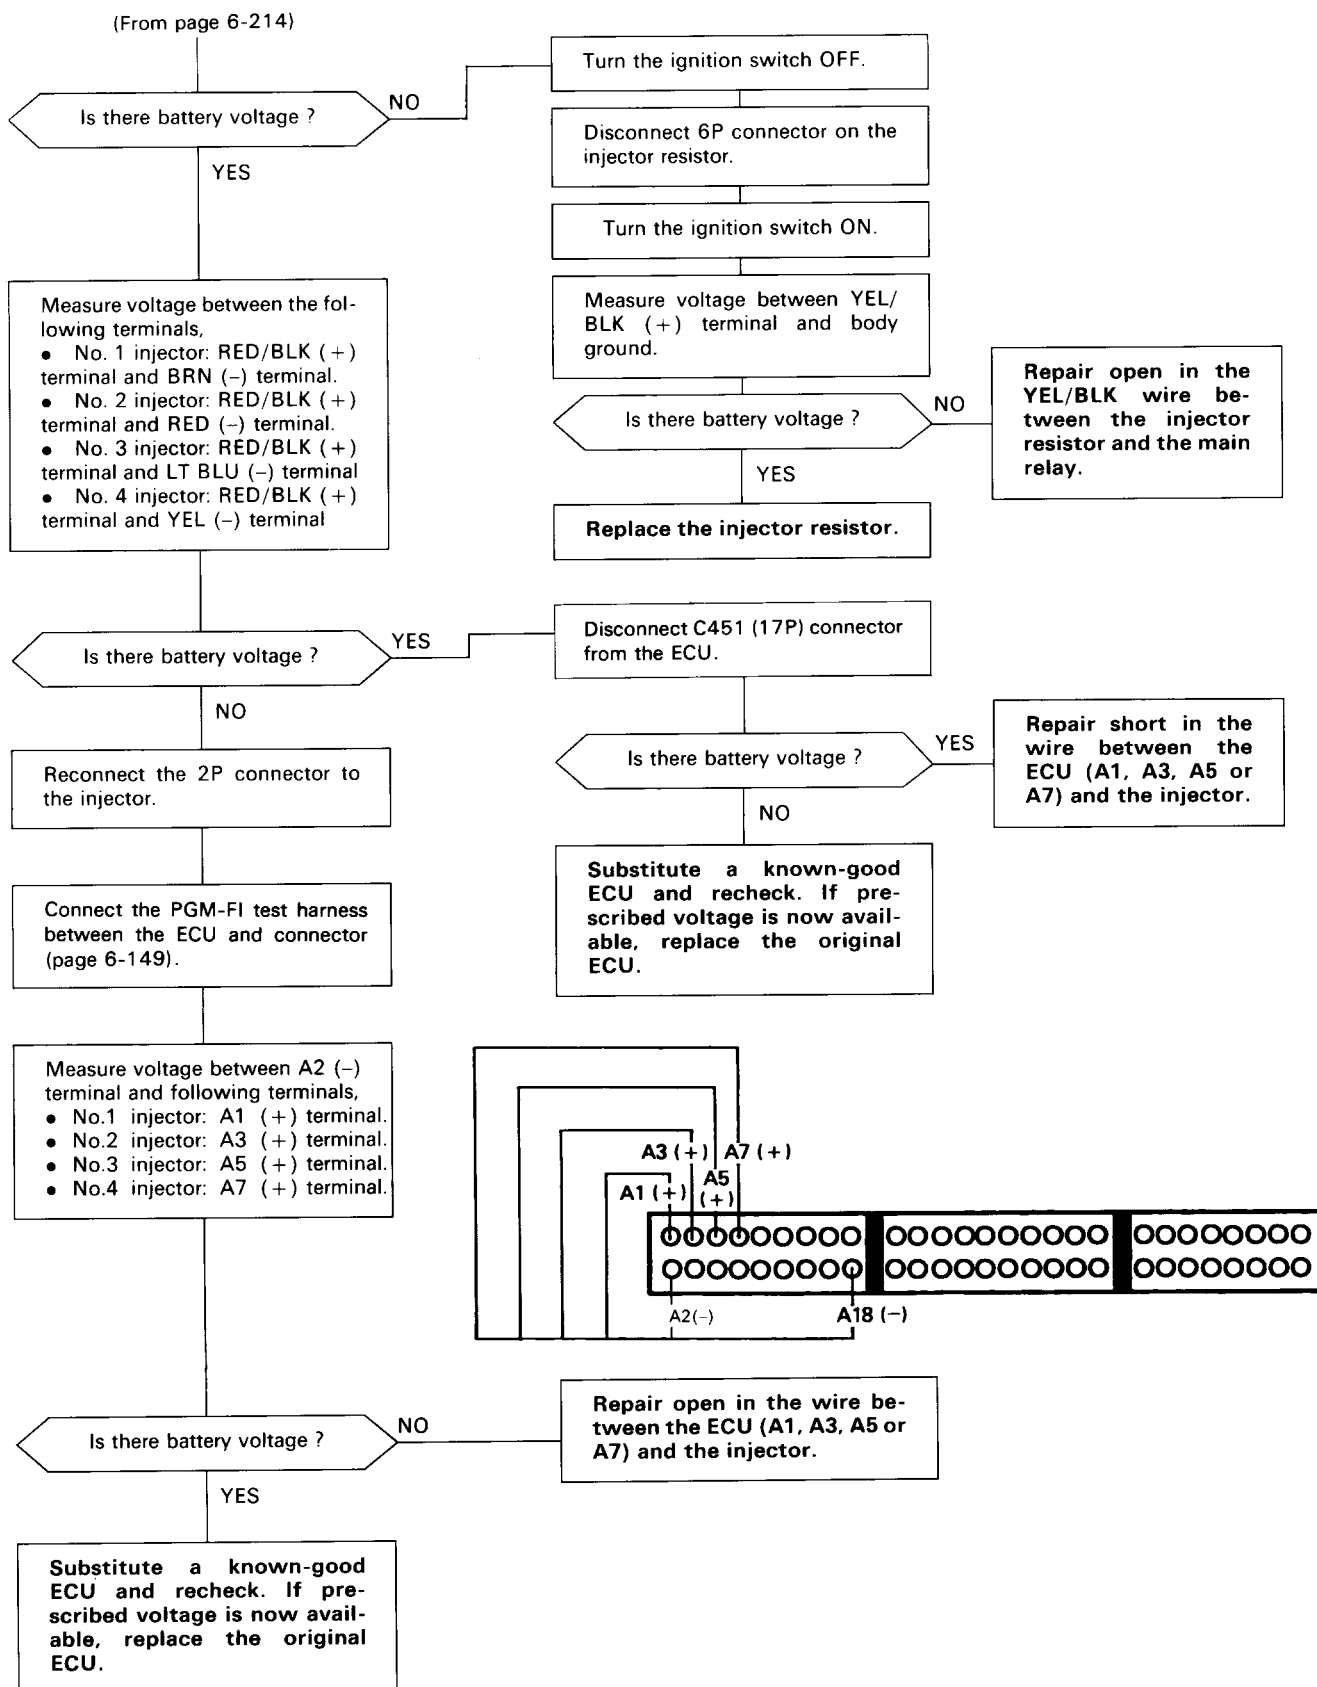 (From page 6-214)
Is there battery voltage ?
NO
YES
Turn the ignition switch OFF.
Disconnect 6P connector on the
injector resistor.
Turn the ignition switch ON.
Measure voltage between YEL/
BLK (+) terminal and body
ground.
Is there battery voltage ?
NO
Repair open in the
YEL/BLK wire be-
tween the injector
resistor and the main
relay.
YES
Replace the injector resistor.
Measure voltage between the fol-
lowing terminals,
● No. 1 injector: RED/BLK (+)
terminal and BRN (–) terminal.
● No. 2 injector: RED/BLK (+)
terminal and RED (–) terminal.
● No. 3 injector: RED/BLK (+)
terminal and LT BLU (–) terminal
● No. 4 injector: RED/BLK (+)
terminal and YEL (–) terminal
Is there battery voltage ?
YES
NO
Disconnect C451 (17P) connector
from the ECU.
Is there battery voltage ?
YES
Repair short in the
wire between the
ECU (A1, A3, A5 or
A7) and the injector.
NO
Substitute a known-good
ECU and recheck. If pre-
scribed voltage is now avail-
able, replace the original
ECU.
Reconnect the 2P connector to
the injector.
Connect the PGM-FI test harness
between the ECU and connector
(page 6-149).
Measure voltage between A2 (–)
terminal and following terminals,
● No.1 injector: A1 (+) terminal.
● No.2 injector: A3 (+) terminal.
● No.3 injector: A5 (+) terminal.
● No.4 injector: A7 (+) terminal.
A3 (+) A7 (+)
A1 (+)
A5
(+)
A2(–)
A18 (–)
Is there battery voltage ?
NO
Repair open in the wire be-
tween the ECU (A1, A3, A5 or
A7) and the injector.
YES
Substitute a known-good
ECU and recheck. If pre-
scribed voltage is now avail-
able, replace the original
ECU.